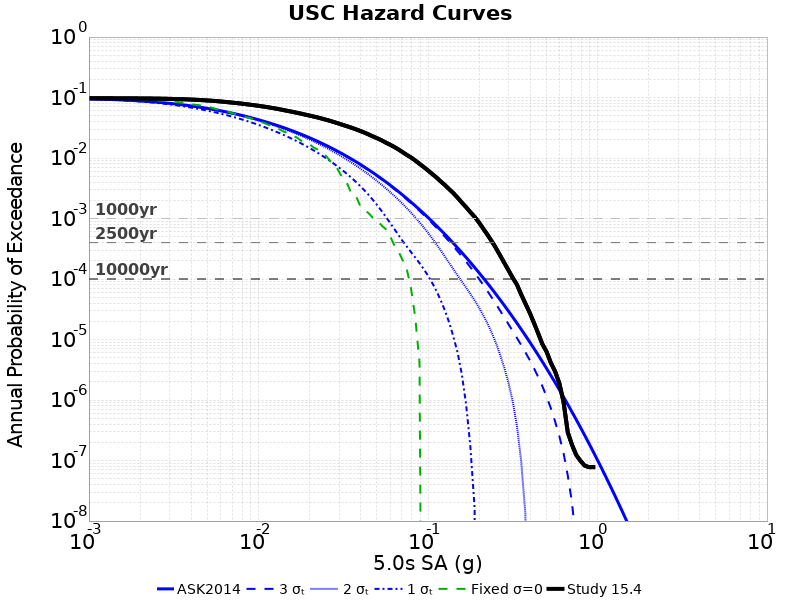 USC Hazard Curves
Annual Probability of Exceedance
10⁰
10⁻¹
10⁻²
10⁻³
10⁻⁴
10⁻⁵
10⁻⁶
10⁻⁷
10⁻⁸
1000yr
2500yr
10000yr
10⁻³ 10⁻² 10⁻¹ 10⁰ 10¹
5.0s SA (g)
ASK2014 3 σₜ 2 σₜ 1 σₜ Fixed σ=0 Study 15.4